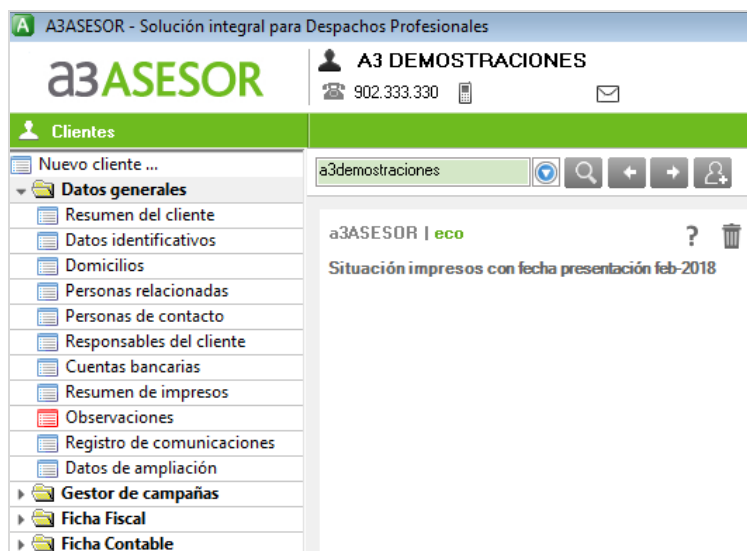 A3ASESOR - Solución integral para Despachos Profesionales
a3ASESOR
A3 DEMOSTRACIONES
902.333.330
Clientes
Nuevo cliente ...
Datos generales
Resumen del cliente
Datos identificativos
Domicilios
Personas relacionadas
Personas de contacto
Responsables del cliente
Cuentas bancarias
Resumen de impresos
Observaciones
Registro de comunicaciones
Datos de ampliación
Gestor de campañas
Ficha Fiscal
Ficha Contable
a3demostraciones
a3ASESOR | eco
?
Situación impresos con fecha presentación feb-2018